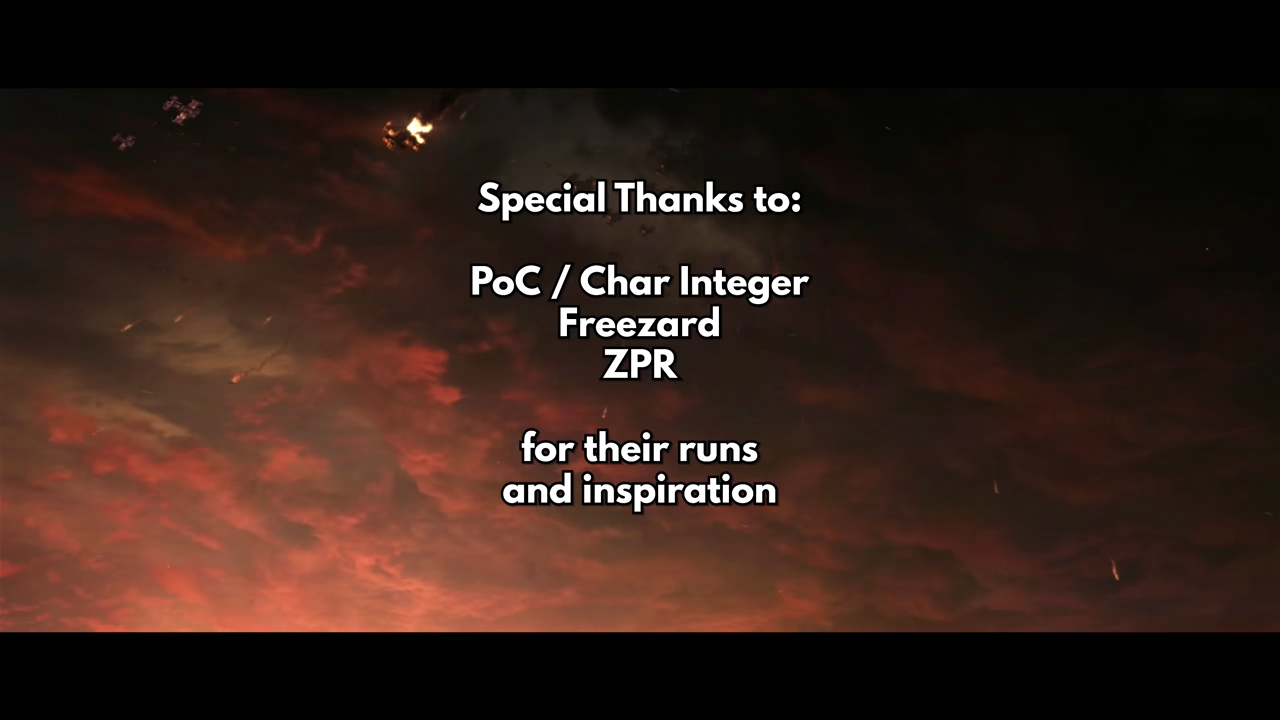 Special Thanks to:
PoC / Char Integer
Freezard
ZPR
for their runs
and inspiration